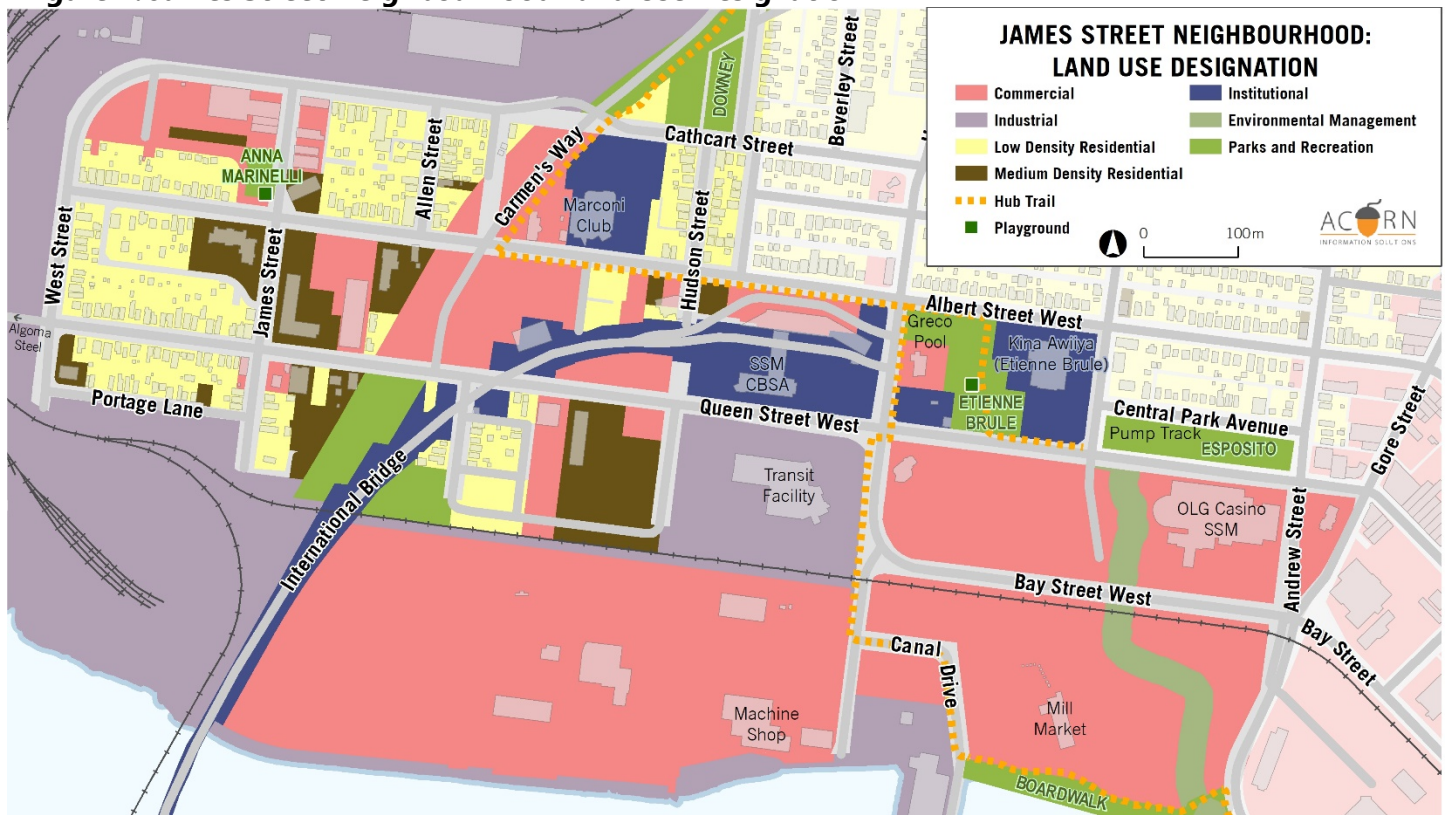 JAMES STREET NEIGHBOURHOOD:
LAND USE DESIGNATION
Commercial
Industrial
Low Density Residential
Medium Density Residential
Hub Trail
Playground
Institutional
Environmental Management
Parks and Recreation
0 100m
ACORN
INFORMATION SOLUTIONS
Beverley Street
DOWNEY
Cathcart Street
Carmen's Way
Allen Street
ANNA
MARINELLI
Marconi
Club
Hudson Street
West Street
James Street
Albert Street West
Greco
Pool
Kina Awiiya
(Etienne Brule)
Algoma
Steel
SSM
CBSA
ETIENNE
BRULE
Portage Lane
Queen Street West
Central Park Avenue
Pump Track
ESPOSITO
Gore Street
International Bridge
Transit
Facility
OLG Casino
SSM
Andrew Street
Bay Street West
Bay Street
Canal Drive
Machine
Shop
Mill
Market
BOARDWALK